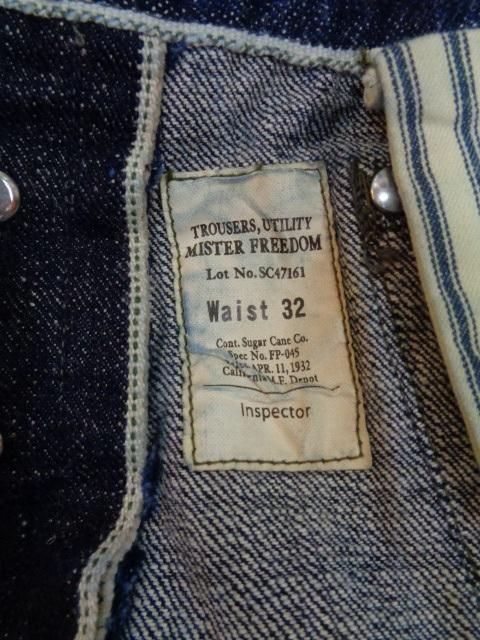 TROUSERS, UTILITY
MISTER FREEDOM
Lot No. SC47161
Waist 32
Cont. Sugar Cane Co.
Spec No. FP-045
APR. 11, 1932
M.F. Depot
Inspector